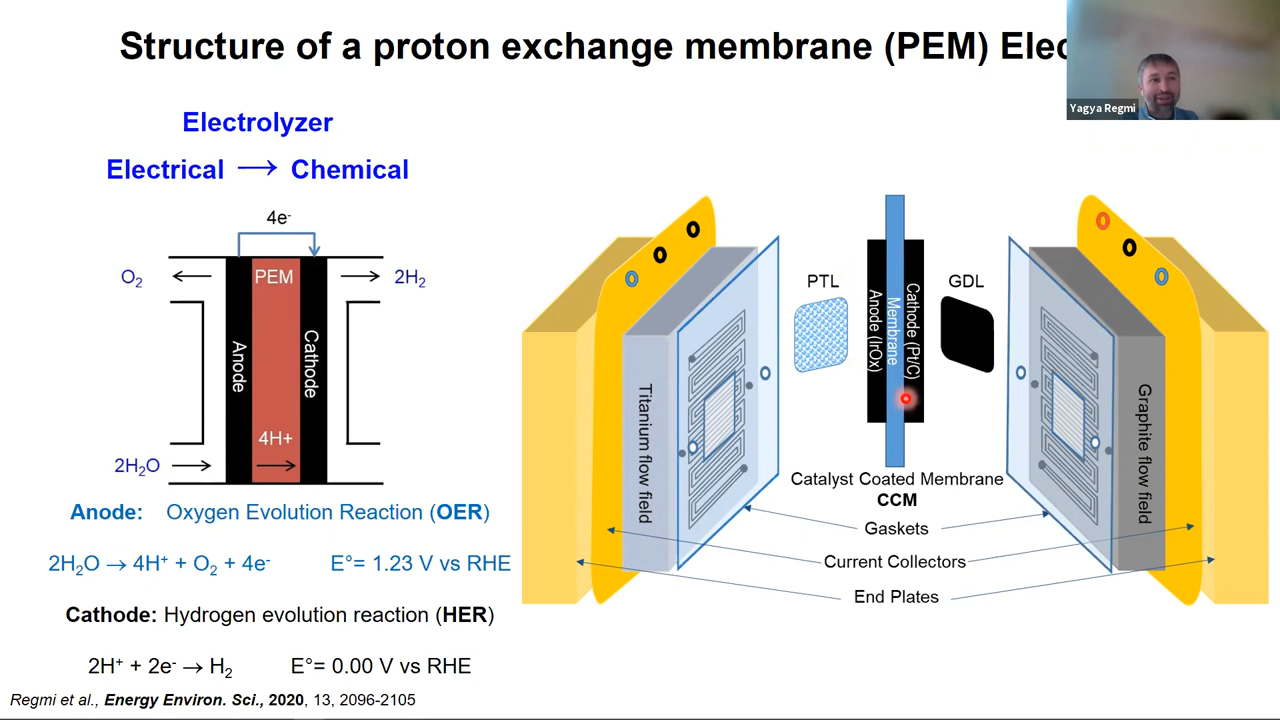 Structure of a proton exchange membrane (PEM) Elec
Yagya Regmi
Electrolyzer
Electrical → Chemical
4e⁻
O₂
PEM
2H₂
Anode
Cathode
4H+
2H₂O
Anode: Oxygen Evolution Reaction (OER)
2H₂O → 4H⁺ + O₂ + 4e⁻ E°= 1.23 V vs RHE
Cathode: Hydrogen evolution reaction (HER)
2H⁺ + 2e⁻ → H₂ E°= 0.00 V vs RHE
Regmi et al., Energy Environ. Sci., 2020, 13, 2096-2105
Titanium flow field
PTL
Anode (IrOx)
Membrane
Cathode (Pt/C)
GDL
Graphite flow field
Catalyst Coated Membrane
CCM
Gaskets
Current Collectors
End Plates